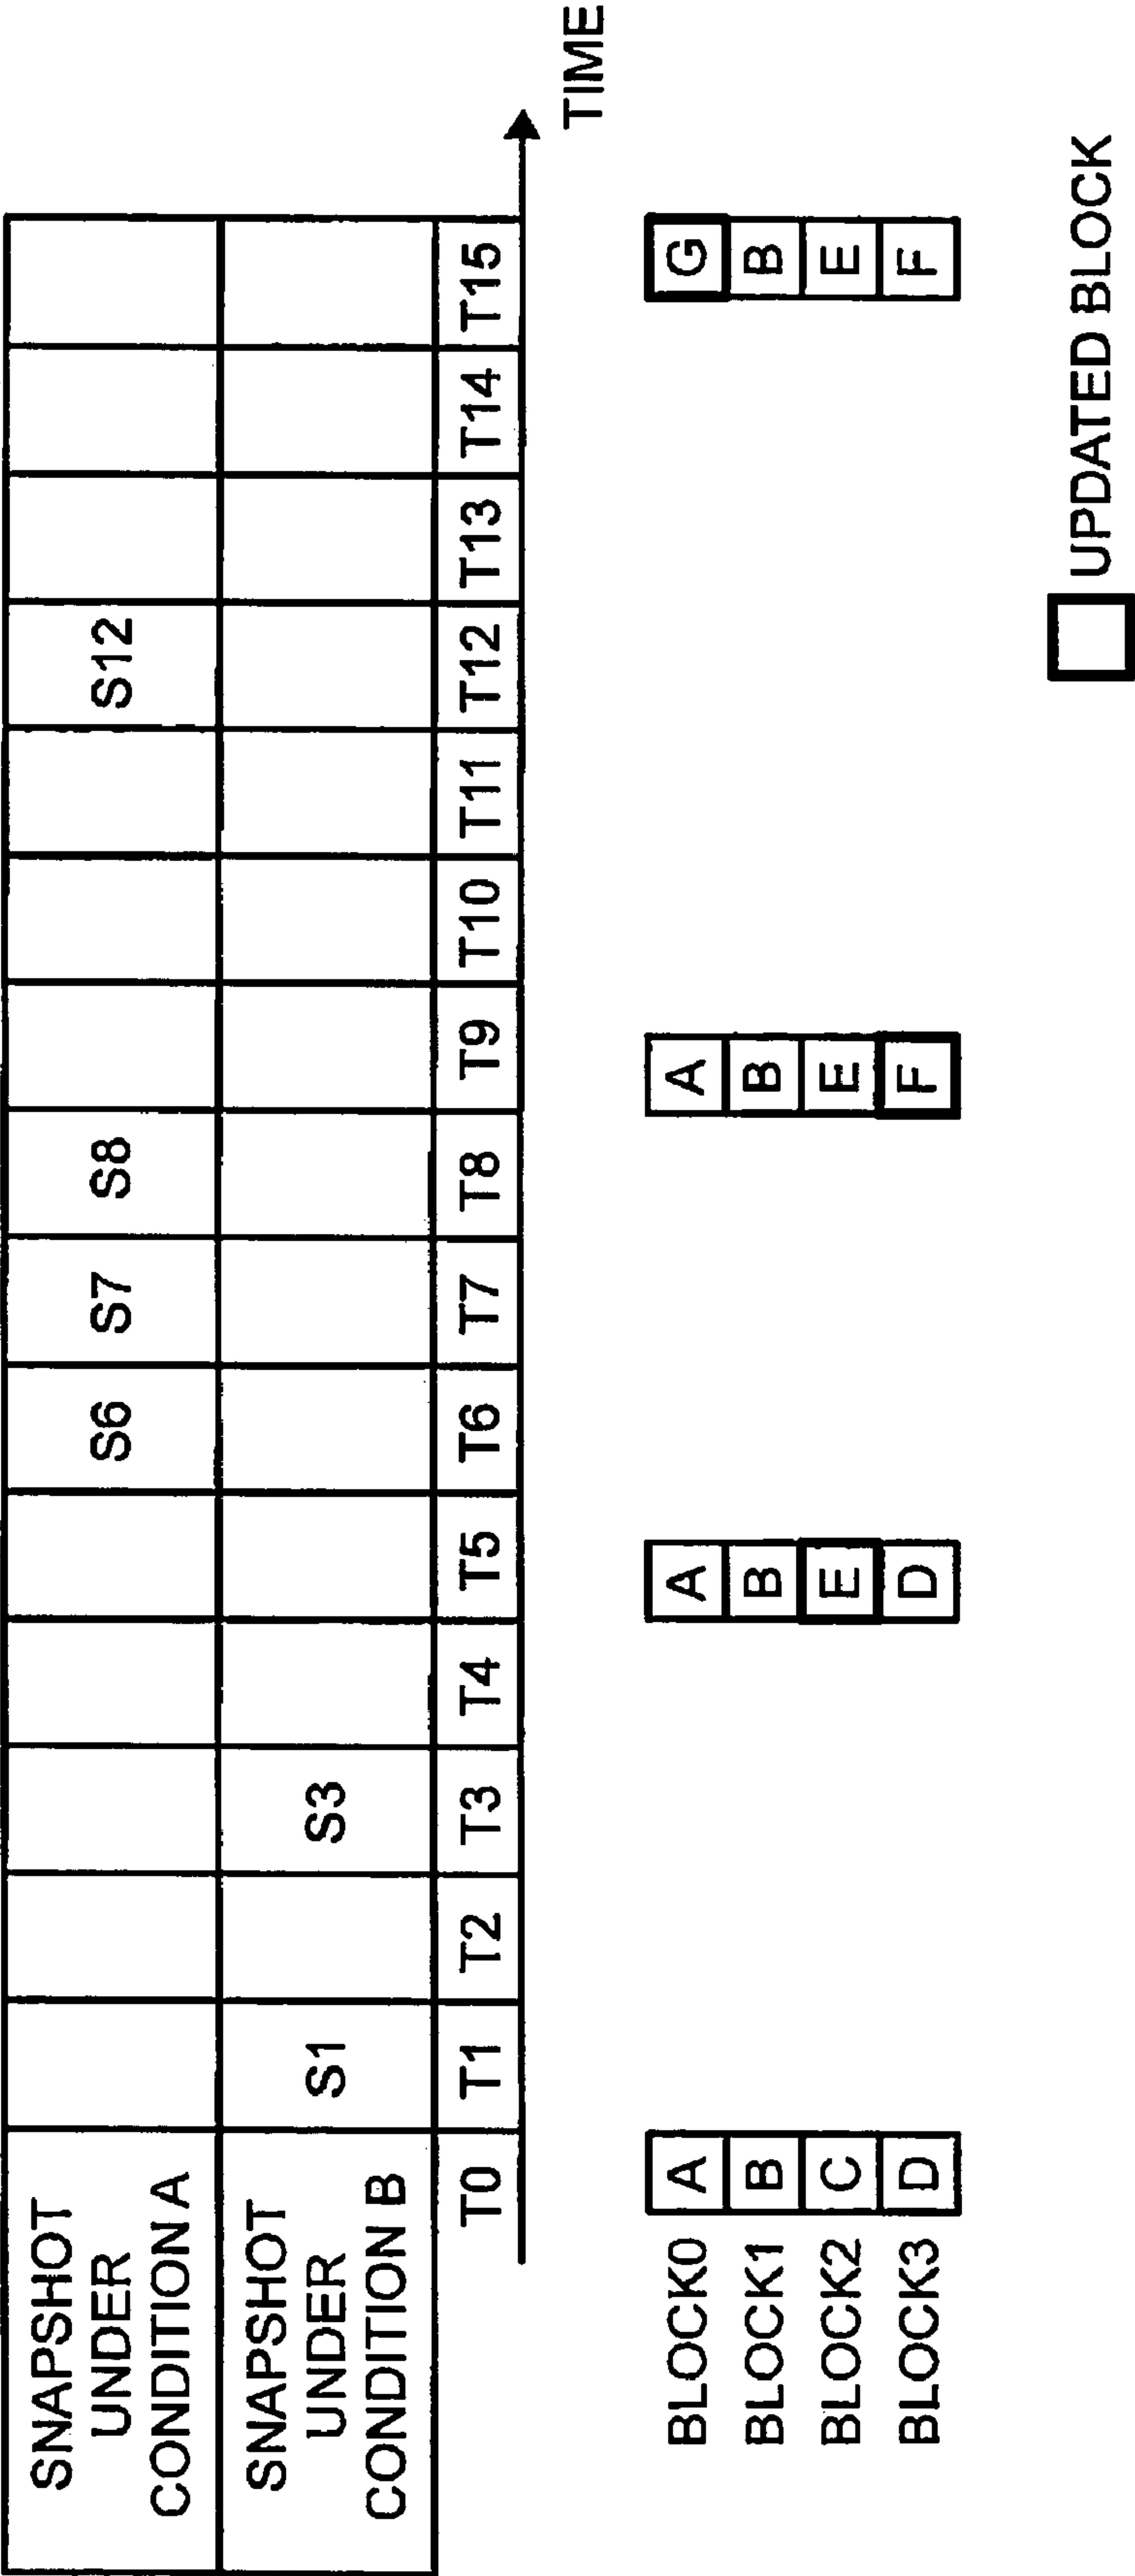 SNAPSHOT
UNDER
CONDITION A
S6
S7
S8
S12
SNAPSHOT
UNDER
CONDITION B
S1
S3
T0 T1 T2 T3 T4 T5 T6 T7 T8 T9 T10 T11 T12 T13 T14 T15
TIME
BLOCK0 A A A G
BLOCK1 B B B B
BLOCK2 C E E E
BLOCK3 D D F F
UPDATED BLOCK